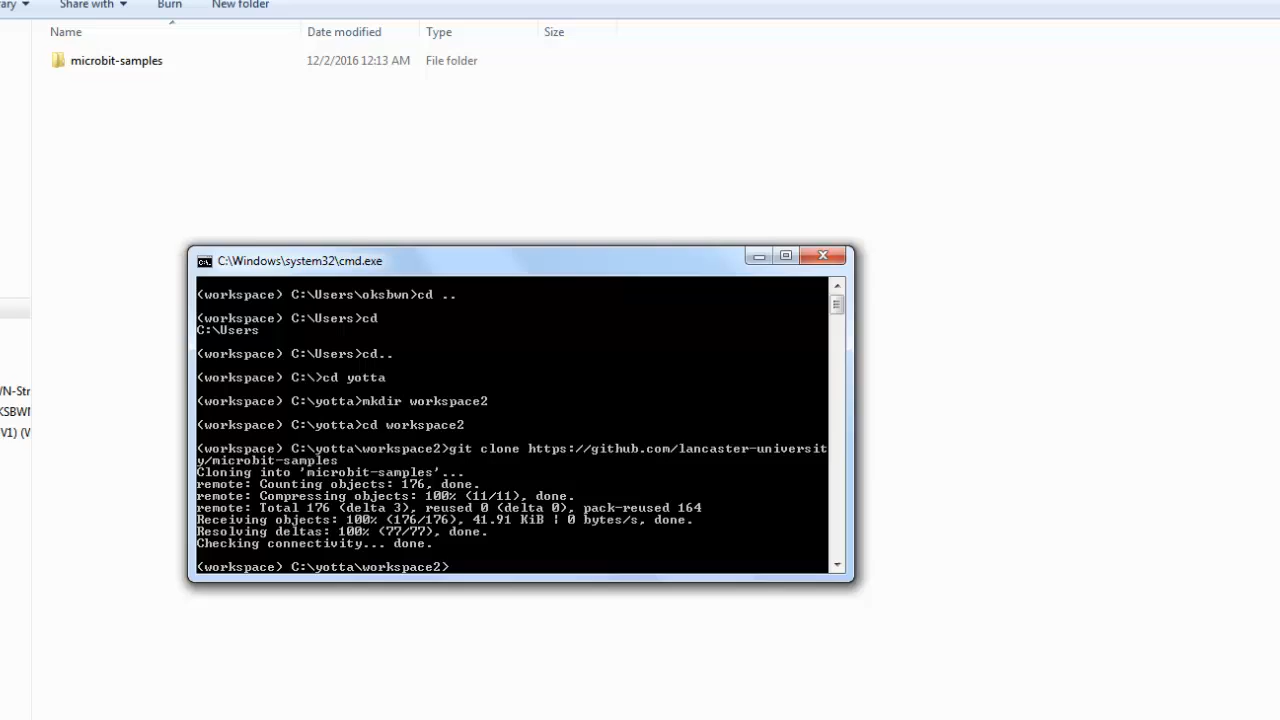 rary Share with Burn New folder
Name Date modified Type Size
microbit-samples 12/2/2016 12:13 AM File folder
C:\Windows\system32\cmd.exe
(workspace) C:\Users\oksbwn>cd ..
(workspace) C:\Users>cd
C:\Users
(workspace) C:\Users>cd..
(workspace) C:\>cd yotta
(workspace) C:\yotta>mkdir workspace2
(workspace) C:\yotta>cd workspace2
(workspace) C:\yotta\workspace2>git clone https://github.com/lancaster-universit
y/microbit-samples
Cloning into 'microbit-samples'...
remote: Counting objects: 176, done.
remote: Compressing objects: 100% (11/11), done.
remote: Total 176 (delta 3), reused 0 (delta 0), pack-reused 164
Receiving objects: 100% (176/176), 41.91 KiB | 0 bytes/s, done.
Resolving deltas: 100% (77/77), done.
Checking connectivity... done.
(workspace) C:\yotta\workspace2>
VN-Str
KSBWN
V1) (V